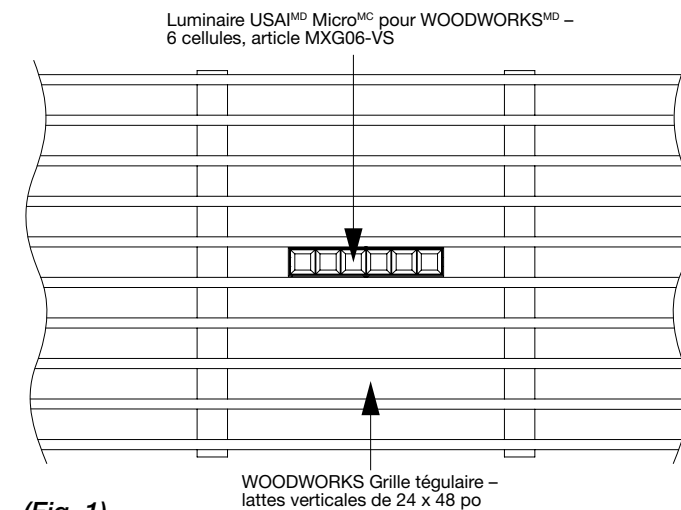 Luminaire USAIᴹᴰ Microᴹᶜ pour WOODWORKSᴹᴰ –
6 cellules, article MXG06-VS
WOODWORKS Grille tégulaire –
lattes verticales de 24 x 48 po
(Fig. 1)